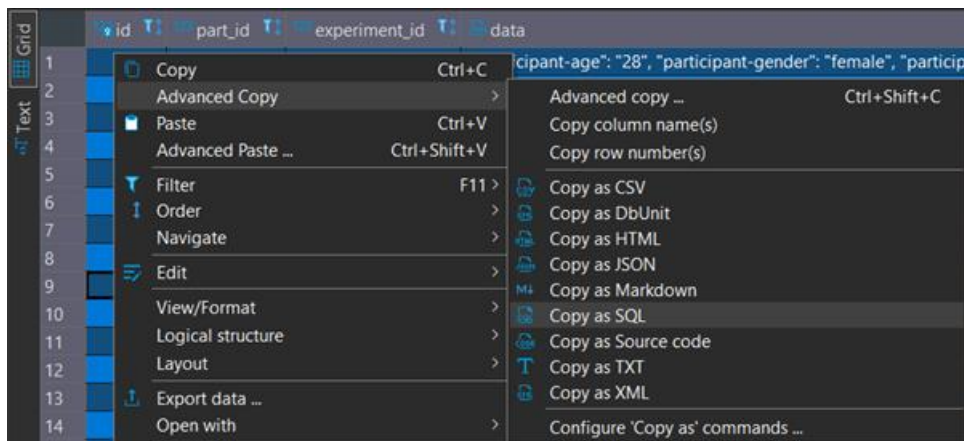 Grid
Text
id part_id experiment_id data
1
2
3
4
5
6
7
8
9
10
11
12
13
14
cipant-age": "28", "participant-gender": "female", "particip
Copy Ctrl+C
Advanced Copy >
Paste Ctrl+V
Advanced Paste ... Ctrl+Shift+V
Filter F11 >
Order >
Navigate >
Edit >
View/Format >
Logical structure >
Layout >
Export data ...
Open with >
Advanced copy ... Ctrl+Shift+C
Copy column name(s)
Copy row number(s)
Copy as CSV
Copy as DbUnit
Copy as HTML
Copy as JSON
Copy as Markdown
Copy as SQL
Copy as Source code
Copy as TXT
Copy as XML
Configure 'Copy as' commands ...